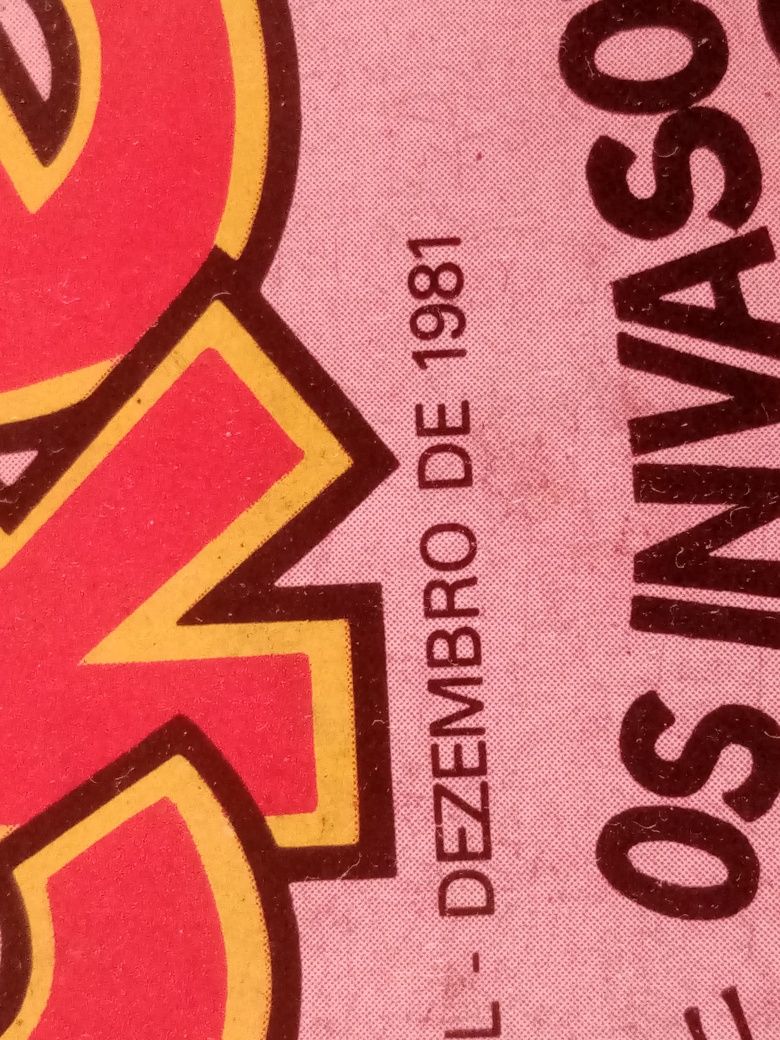 L - DEZEMBRO DE 1981
OS INVASO